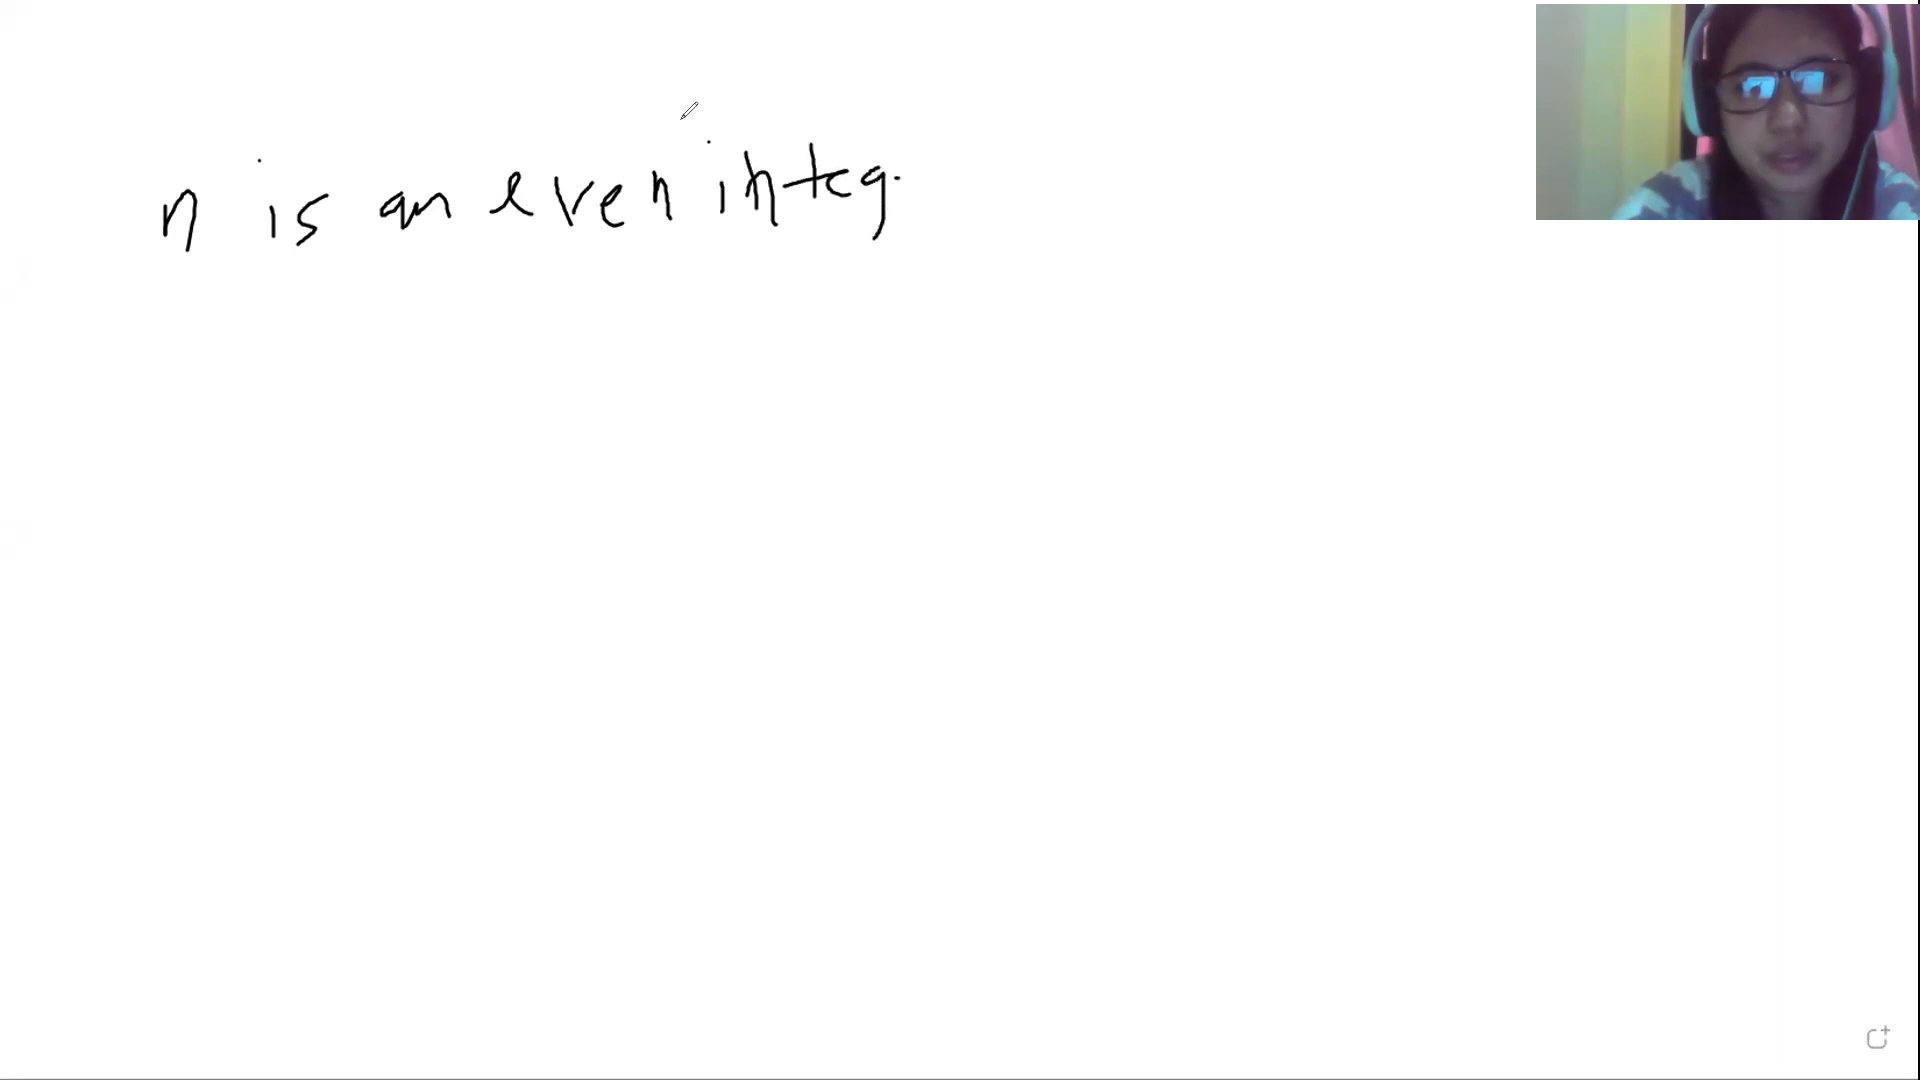 n is an even integ.